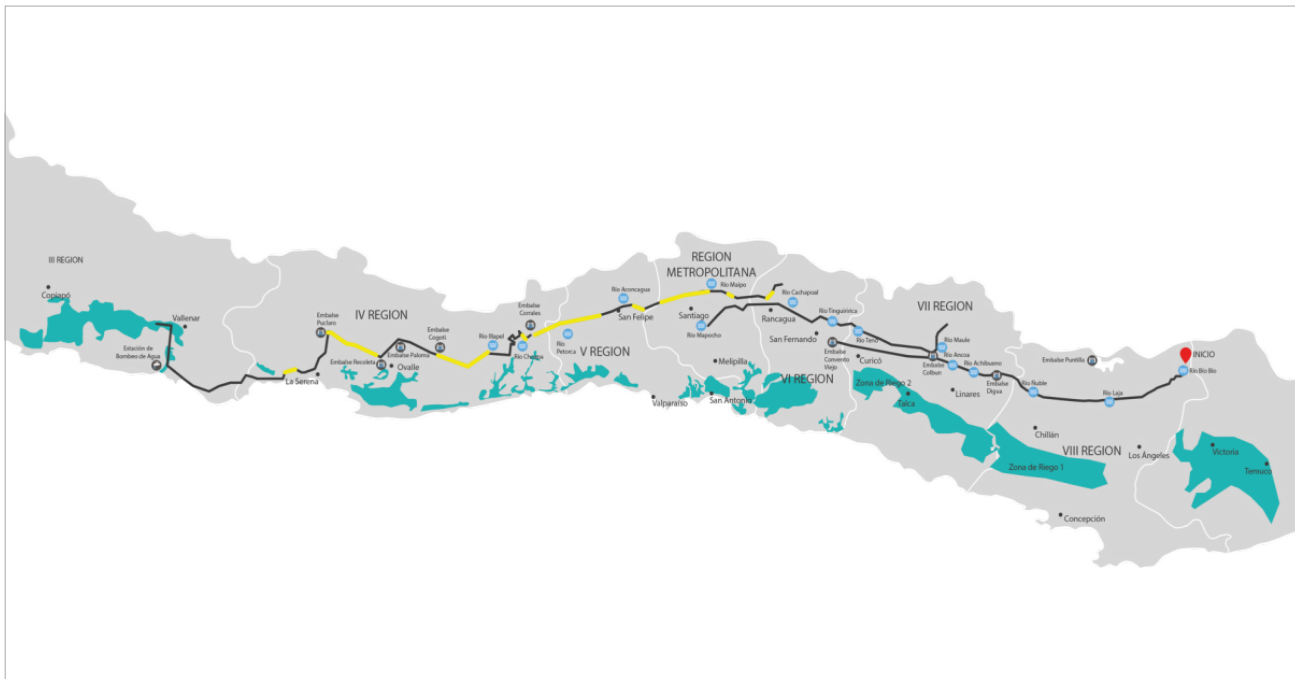 III REGION
Copiapó
Vallenar
Estación de
Bombeo de Agua
La Serena
Embalse
Puclaro
IV REGION
Embalse Recoleta
Embalse Paloma
Ovalle
Embalse
Cogotí
Río Illapel
Embalse
Corrales
Río Choapa
Río
Petorca
V REGION
Río Aconcagua
San Felipe
Valparaíso
REGION
METROPOLITANA
Río Maipo
Santiago
Río Mapocho
Melipilla
San Antonio
Río Cachapoal
Rancagua
San Fernando
VI REGION
Río Tinguiririca
Embalse
Convento
Viejo
Río Teno
Curicó
Zona de Riego 2
Talca
VII REGION
Río Maule
Río Ancoa
Embalse
Colbun
Río Achibueno
Linares
Embalse
Digua
Río Ñuble
Embalse Puntilla
Chillán
VIII REGION
Zona de Riego 1
Concepción
Río Laja
Los Ángeles
INICIO
Río Bío Bío
Victoria
Temuco